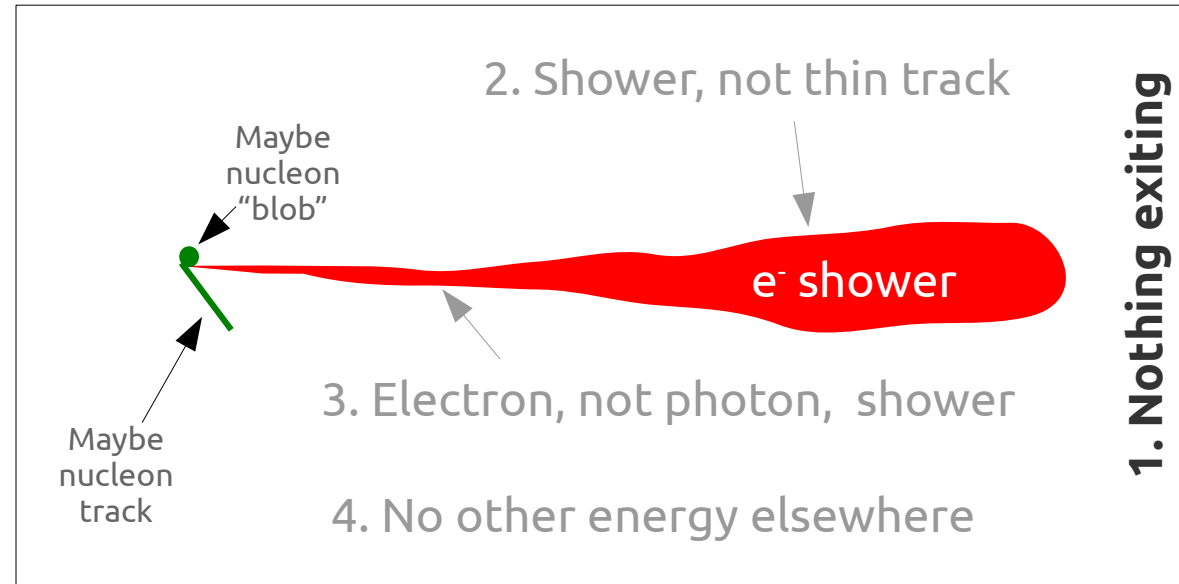 2. Shower, not thin track
Maybe
nucleon
“blob”
e⁻ shower
3. Electron, not photon, shower
Maybe
nucleon
track
4. No other energy elsewhere
1. Nothing exiting